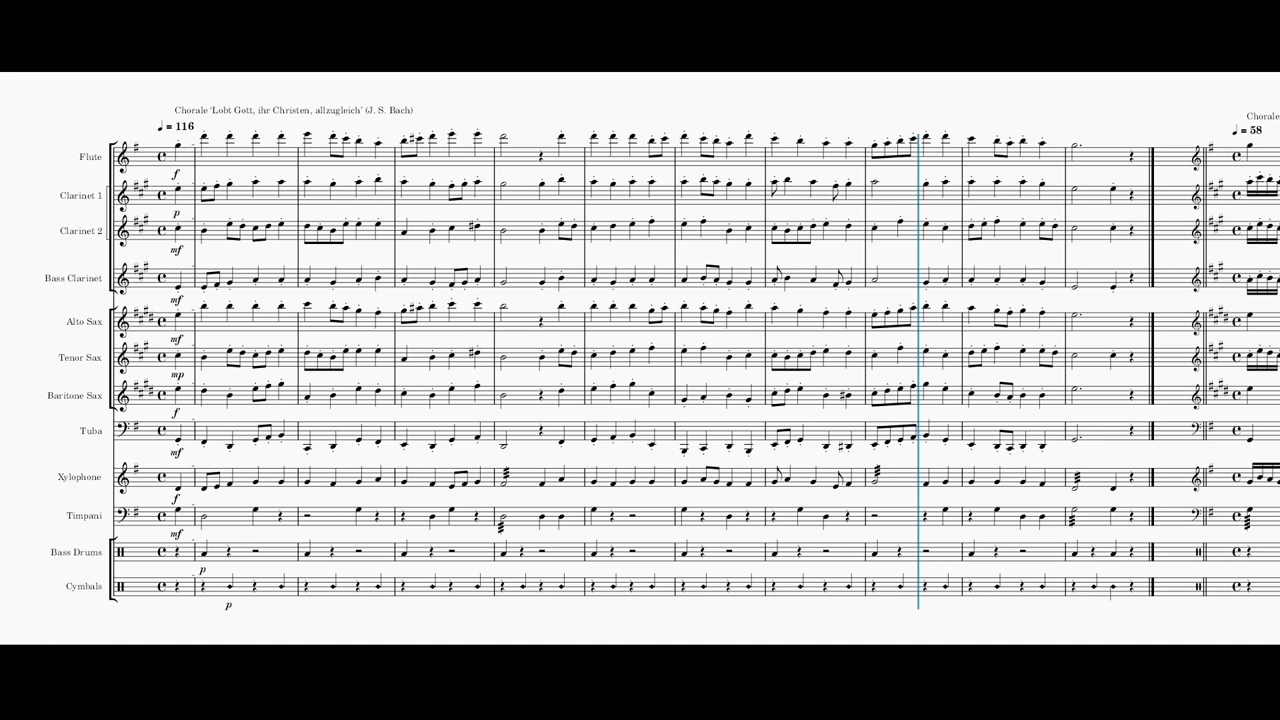 Chorale ‘Lobt Gott, ihr Christen, allzugleich’ (J. S. Bach)
Chorale
♩ = 116
♩ = 58
Flute
f
Clarinet 1
p
Clarinet 2
mf
Bass Clarinet
mf
Alto Sax
mf
Tenor Sax
mp
Baritone Sax
f
Tuba
mf
Xylophone
f
Timpani
mf
Bass Drums
p
Cymbals
p